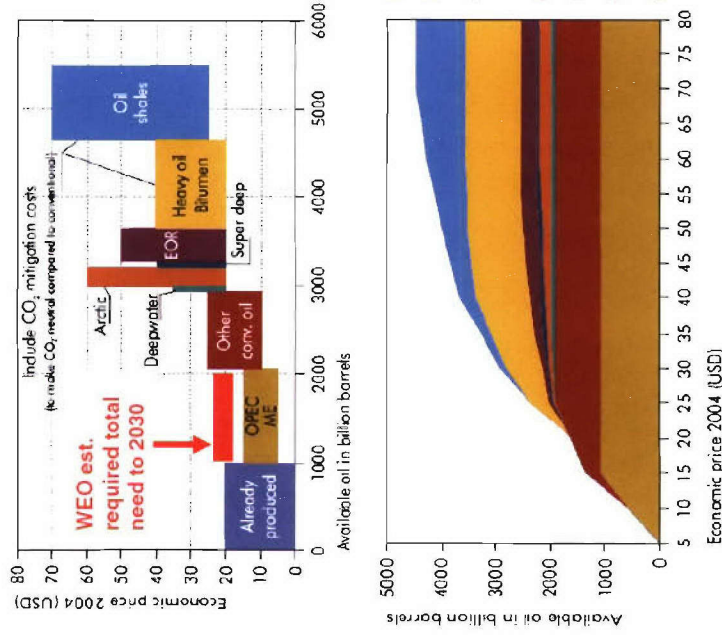 Economic price 2004 (USD)
80
70
60
50
40
30
20
10
0
Include CO2 mitigation costs
(to make CO2 neutral compared to conventional)
WEO est.
required total
need to 2030
Already
produced
OPEC
ME
Other
conv. oil
Deepwater
Arctic
Super deep
EOR
Heavy oil
Bitumen
Oil
shales
0
1000
2000
3000
4000
5000
6000
Available oil in billion barrels
Available oil in billion barrels
5000
4000
3000
2000
1000
0
5
10
15
20
25
30
35
40
45
50
55
60
65
70
75
80
Economic price 2004 (USD)